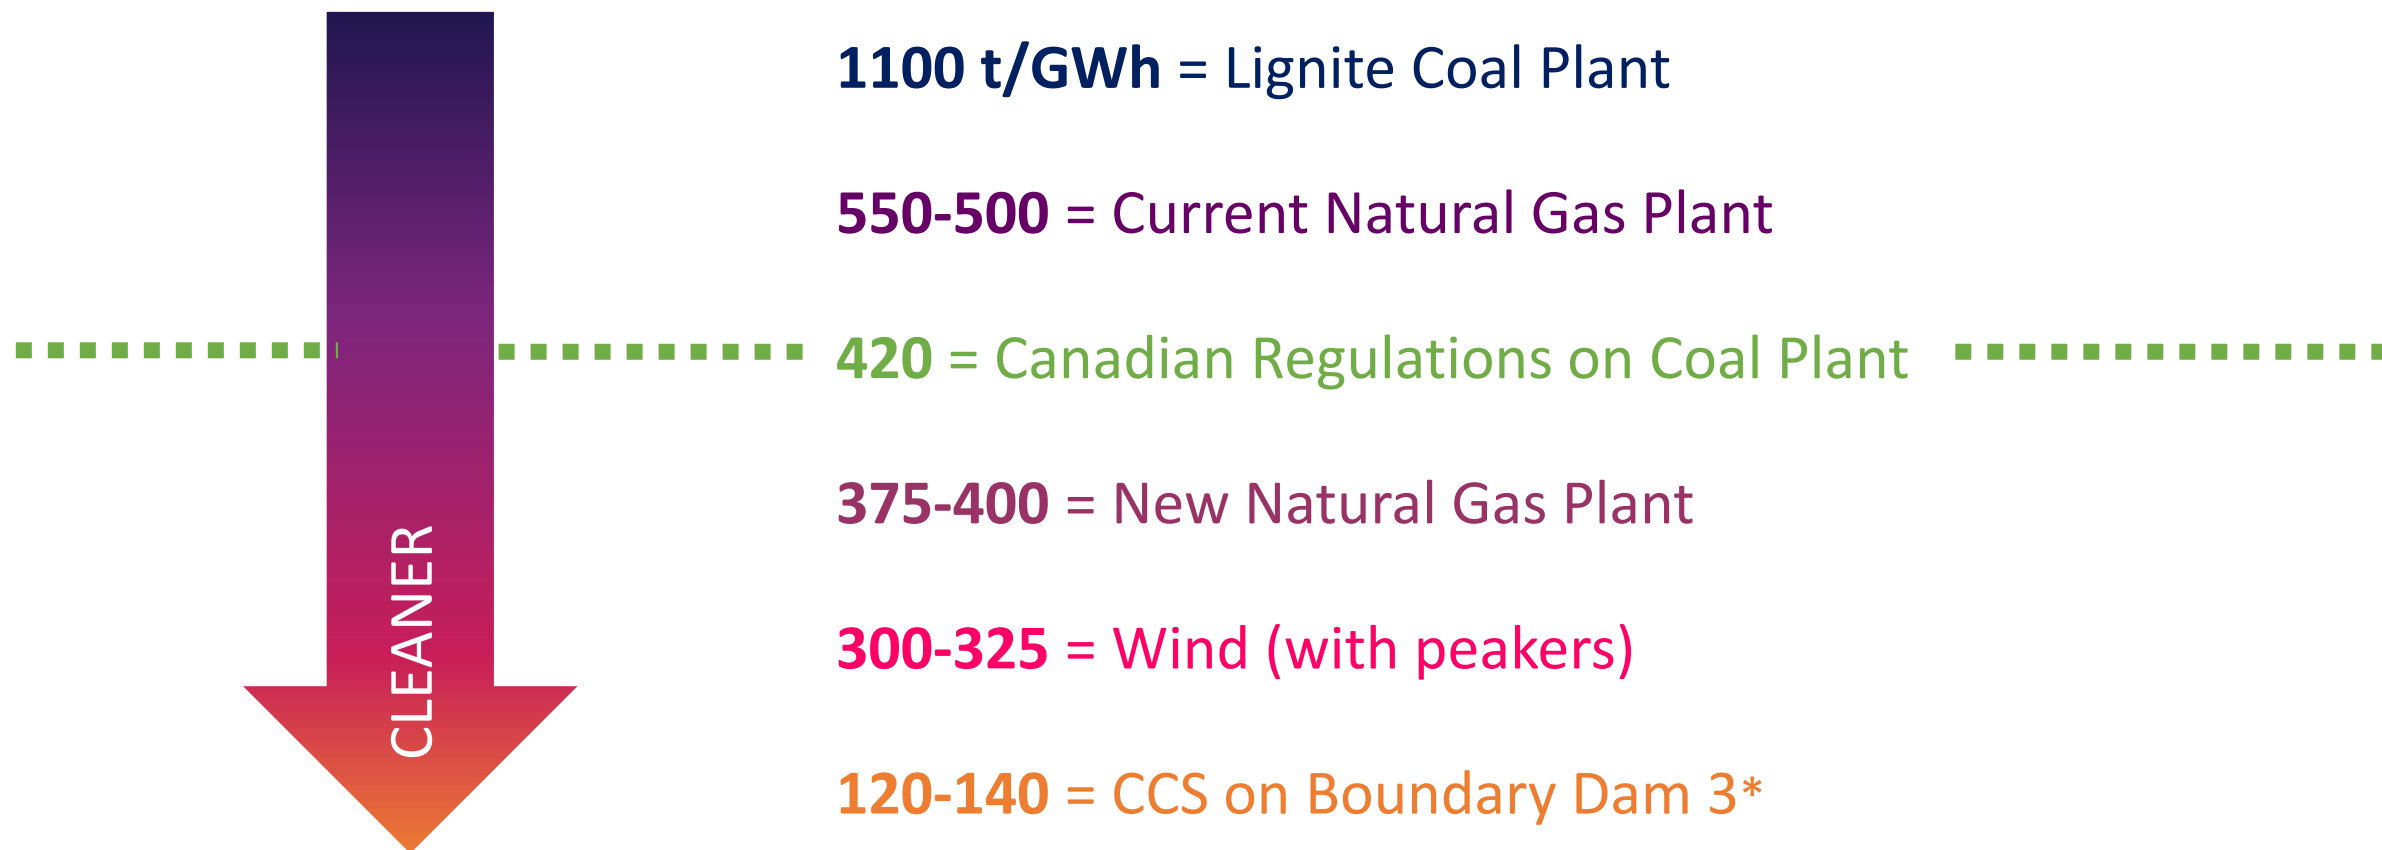 1100 t/GWh = Lignite Coal Plant
550-500 = Current Natural Gas Plant
420 = Canadian Regulations on Coal Plant
375-400 = New Natural Gas Plant
300-325 = Wind (with peakers)
120-140 = CCS on Boundary Dam 3*
CLEANER